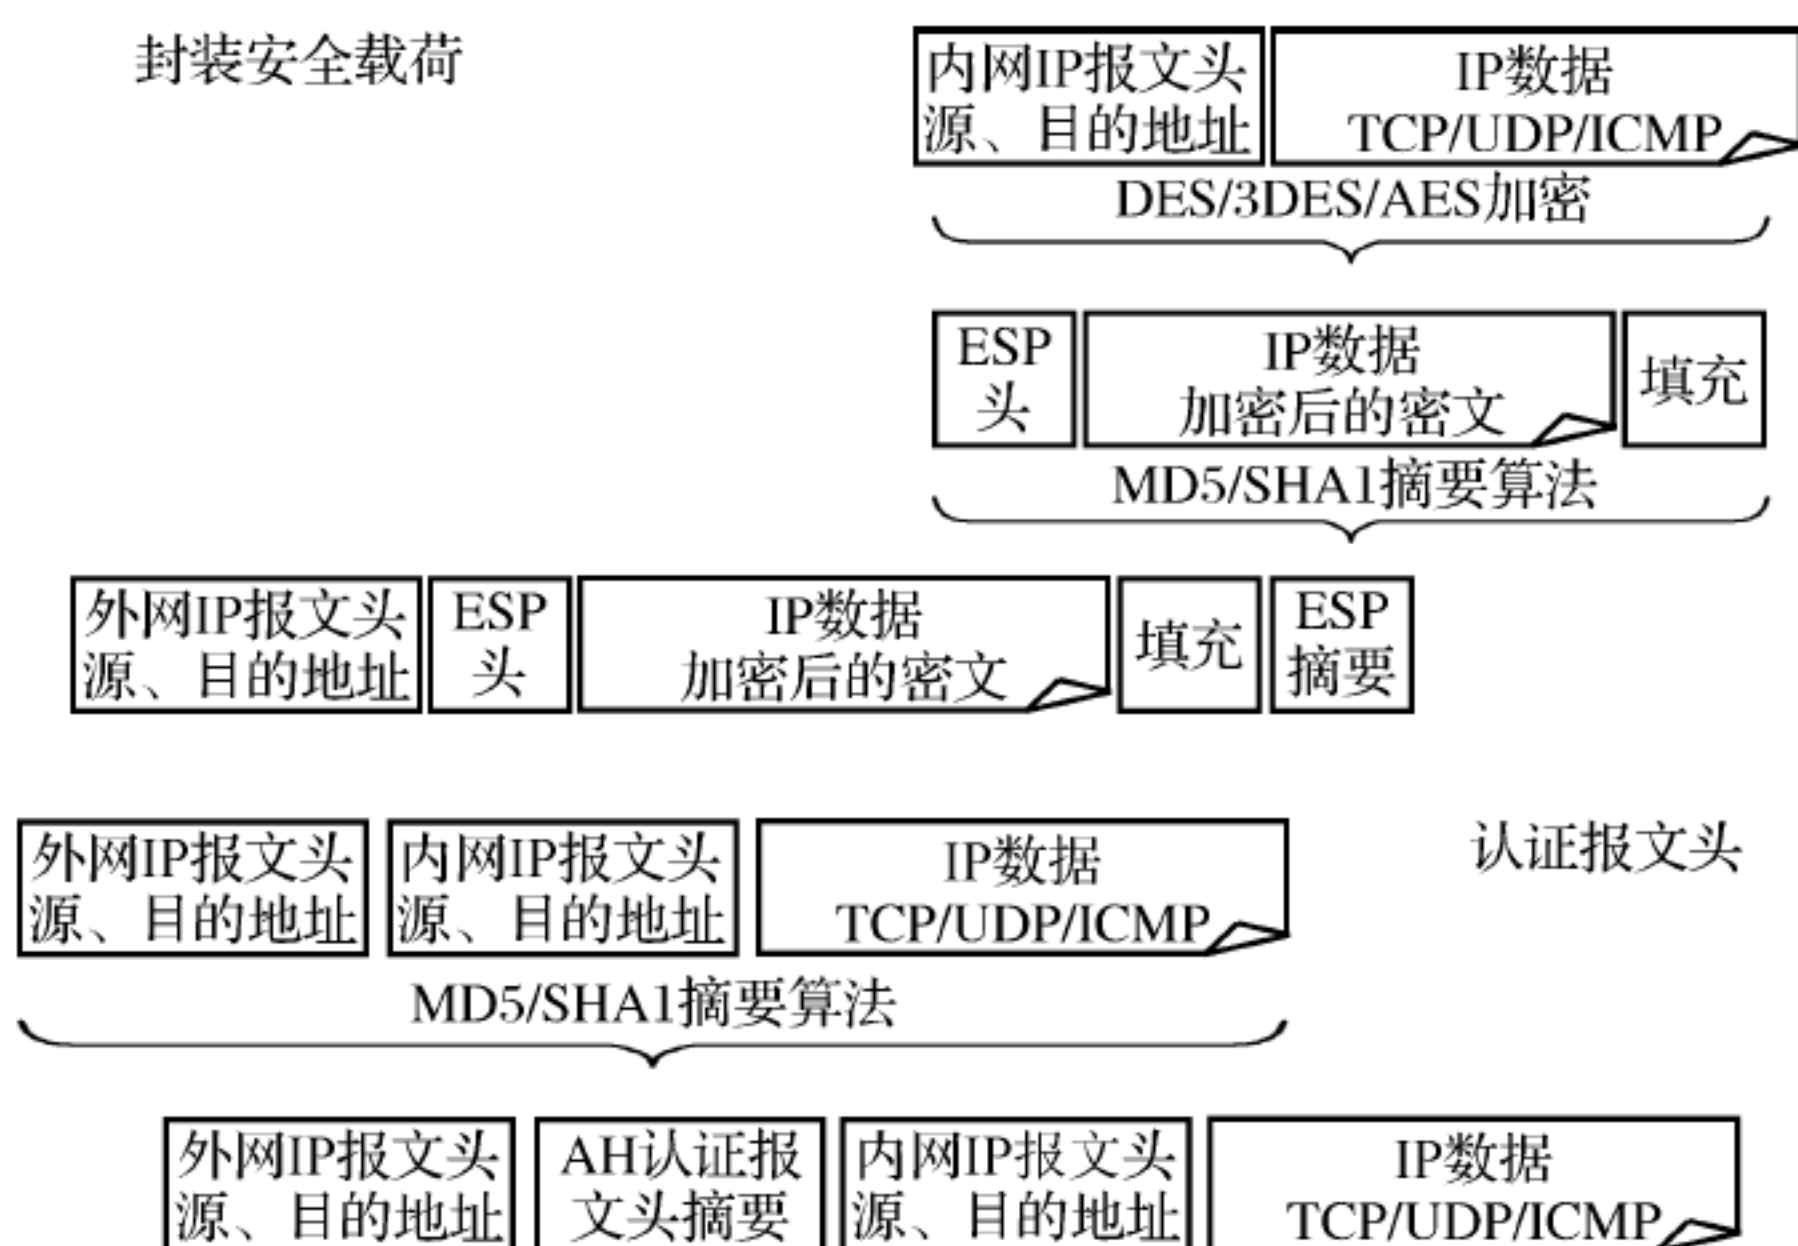 封装安全载荷
内网IP报文头
源、目的地址
IP数据
TCP/UDP/ICMP
DES/3DES/AES加密
ESP
头
IP数据
加密后的密文
填充
MD5/SHA1摘要算法
外网IP报文头
源、目的地址
ESP
头
IP数据
加密后的密文
填充
ESP
摘要
外网IP报文头
源、目的地址
内网IP报文头
源、目的地址
IP数据
TCP/UDP/ICMP
认证报文头
MD5/SHA1摘要算法
外网IP报文头
源、目的地址
AH认证报
文头摘要
内网IP报文头
源、目的地址
IP数据
TCP/UDP/ICMP